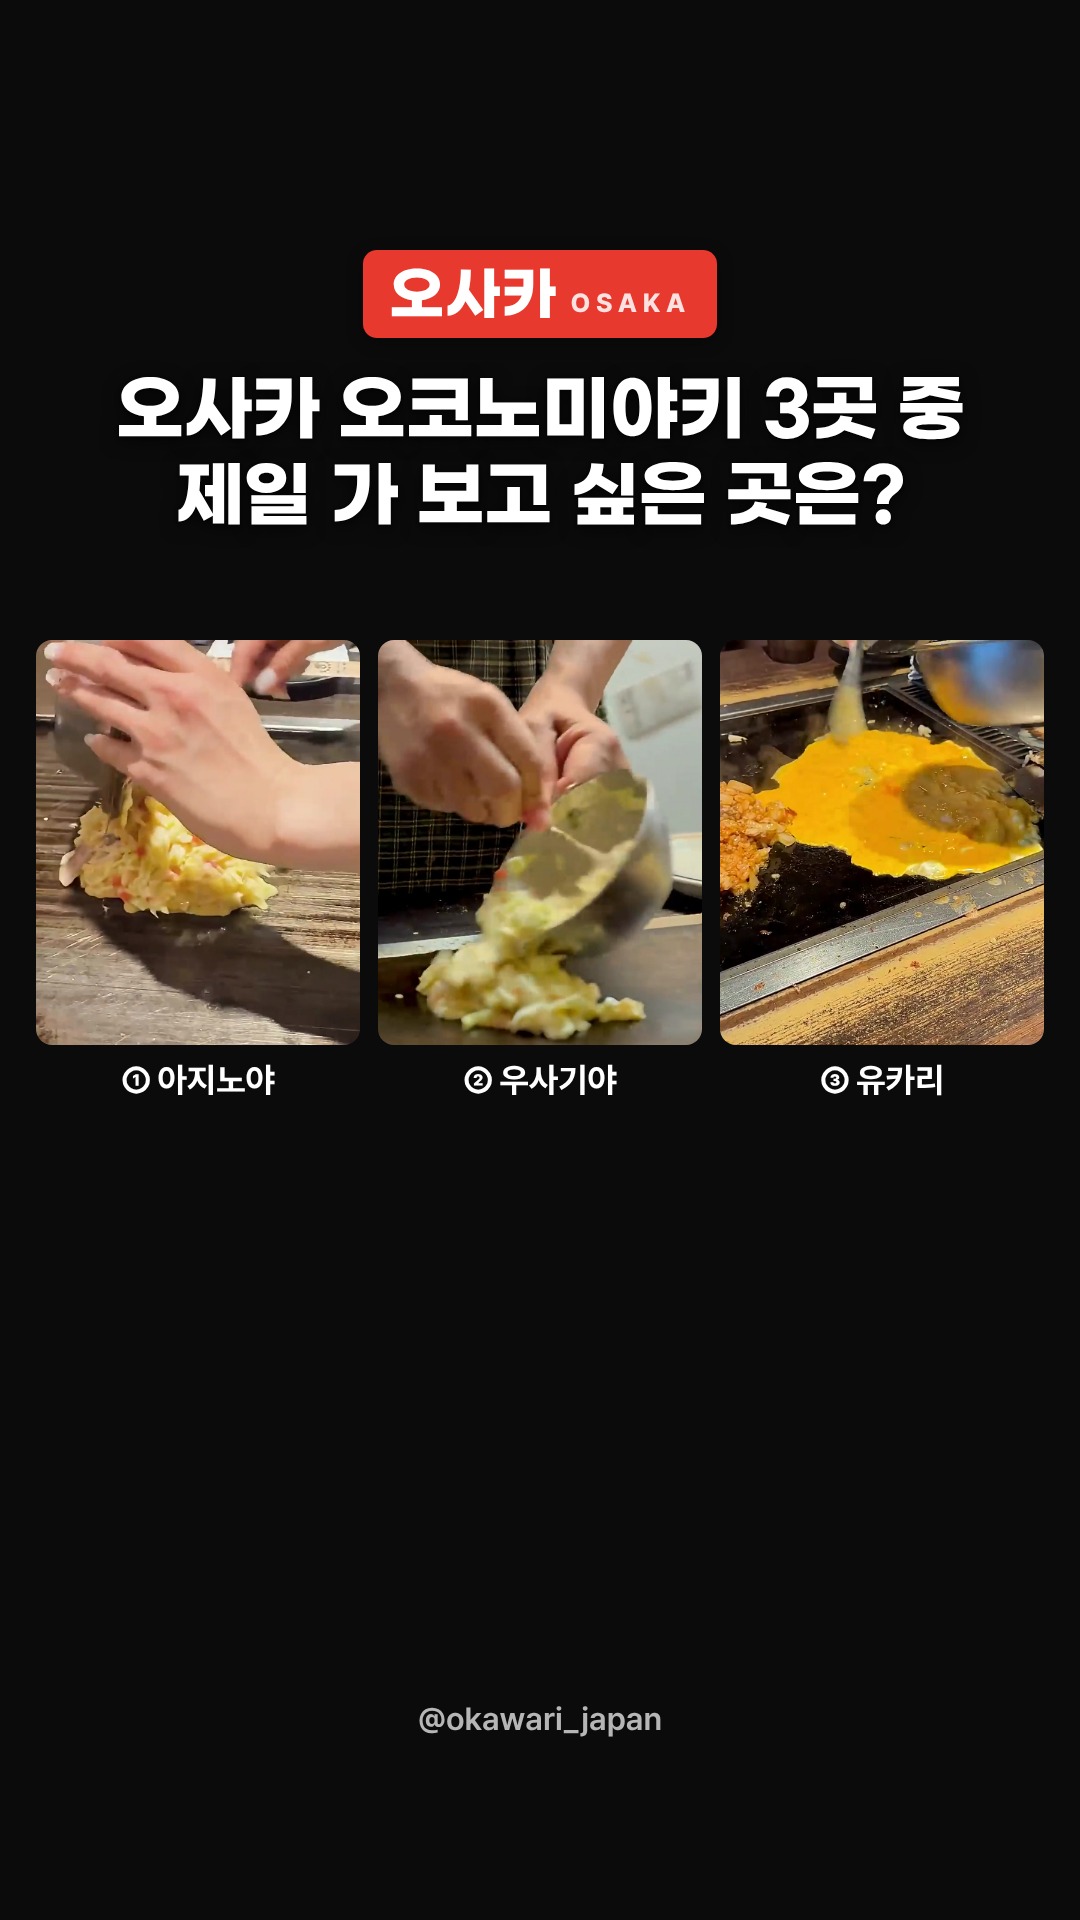 오사카 OSAKA
오사카 오코노미야키 3곳 중
제일 가 보고 싶은 곳은?
① 아지노야
② 우사기야
③ 유카리
@okawari_japan